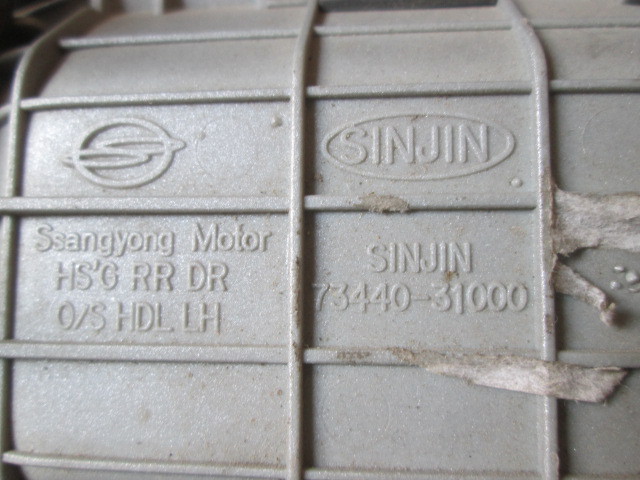 SINJIN
Ssangyong Motor
HS'G RR DR
O/S HDL LH
SINJIN
73440-31000